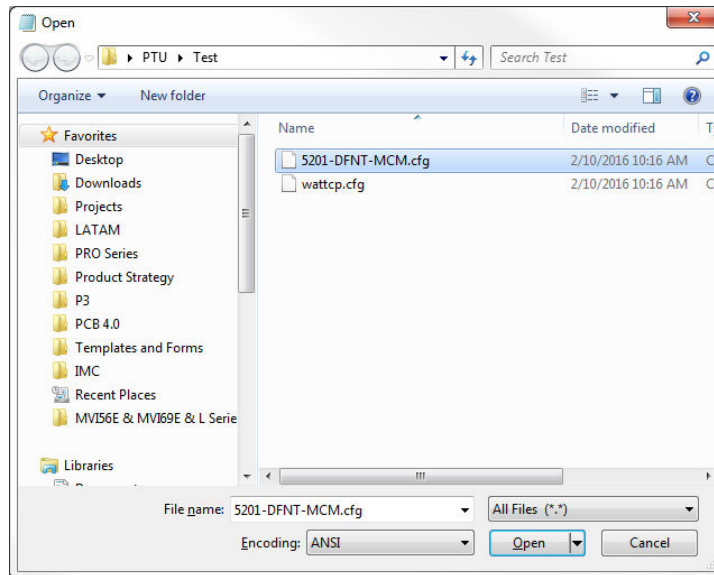 Open
PTU ▸ Test
Search Test
Organize
New folder
Name
Date modified
5201-DFNT-MCM.cfg
2/10/2016 10:16 AM
wattcp.cfg
2/10/2016 10:16 AM
Favorites
Desktop
Downloads
Projects
LATAM
PRO Series
Product Strategy
P3
PCB 4.0
Templates and Forms
IMC
Recent Places
MVI56E & MVI69E & L Serie
Libraries
File name: 5201-DFNT-MCM.cfg
All Files (*.*)
Encoding: ANSI
Open
Cancel